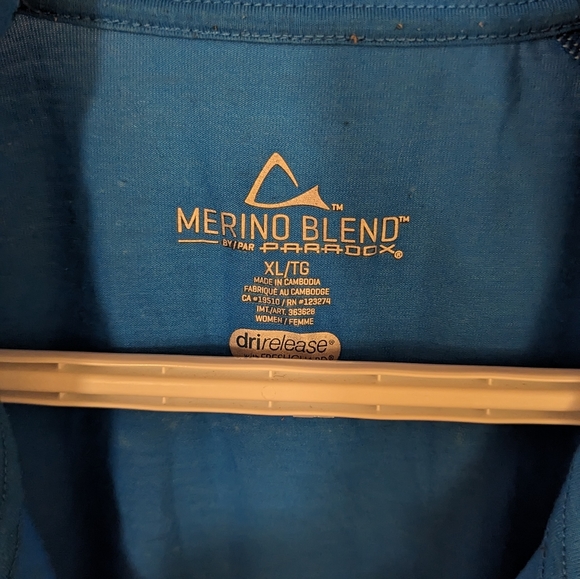 ™
MERINO BLEND™
BY/PAR PARADOX®
XL/TG
MADE IN CAMBODIA
FABRIQUÉ AU CAMBODGE
CA #19510 / RN #123274
IMT./ART. 363628
WOMEN / FEMME
drirelease®